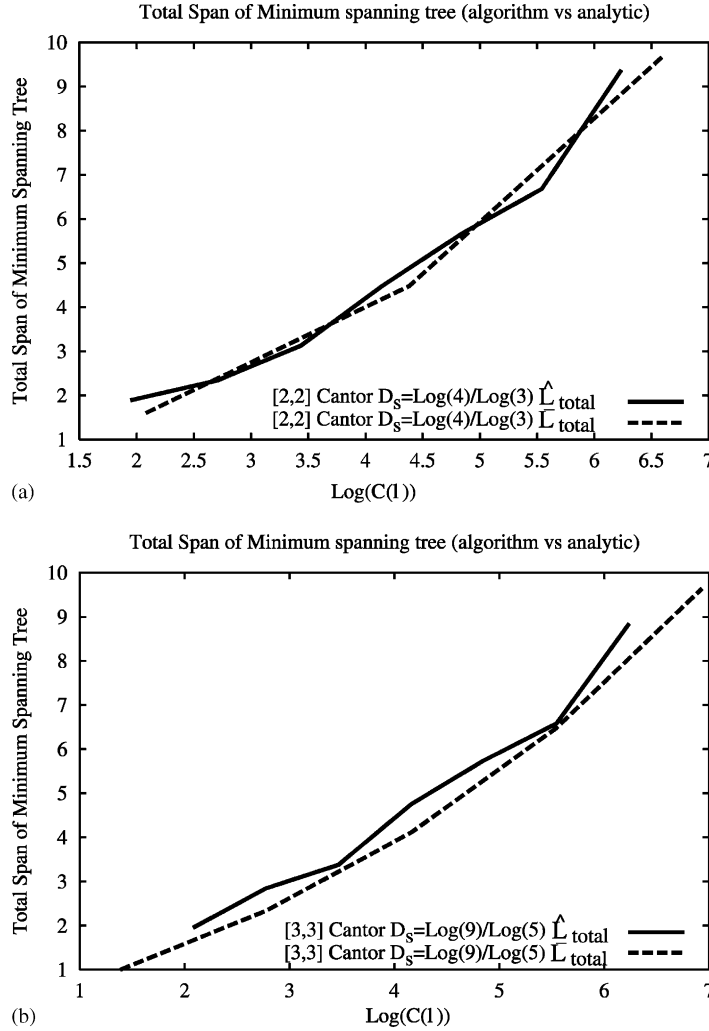 Total Span of Minimum spanning tree (algorithm vs analytic)
Total Span of Minimum Spanning Tree
10
9
8
7
6
5
4
3
2
1
[2,2] Cantor Ds=Log(4)/Log(3) L̂ total
[2,2] Cantor Ds=Log(4)/Log(3) L̄ total
1.5 2 2.5 3 3.5 4 4.5 5 5.5 6 6.5 7
(a)
Log(C(l))
Total Span of Minimum spanning tree (algorithm vs analytic)
Total Span of Minimum Spanning Tree
10
9
8
7
6
5
4
3
2
1
[3,3] Cantor Ds=Log(9)/Log(5) L̂ total
[3,3] Cantor Ds=Log(9)/Log(5) L̄ total
1 2 3 4 5 6 7
(b)
Log(C(l))